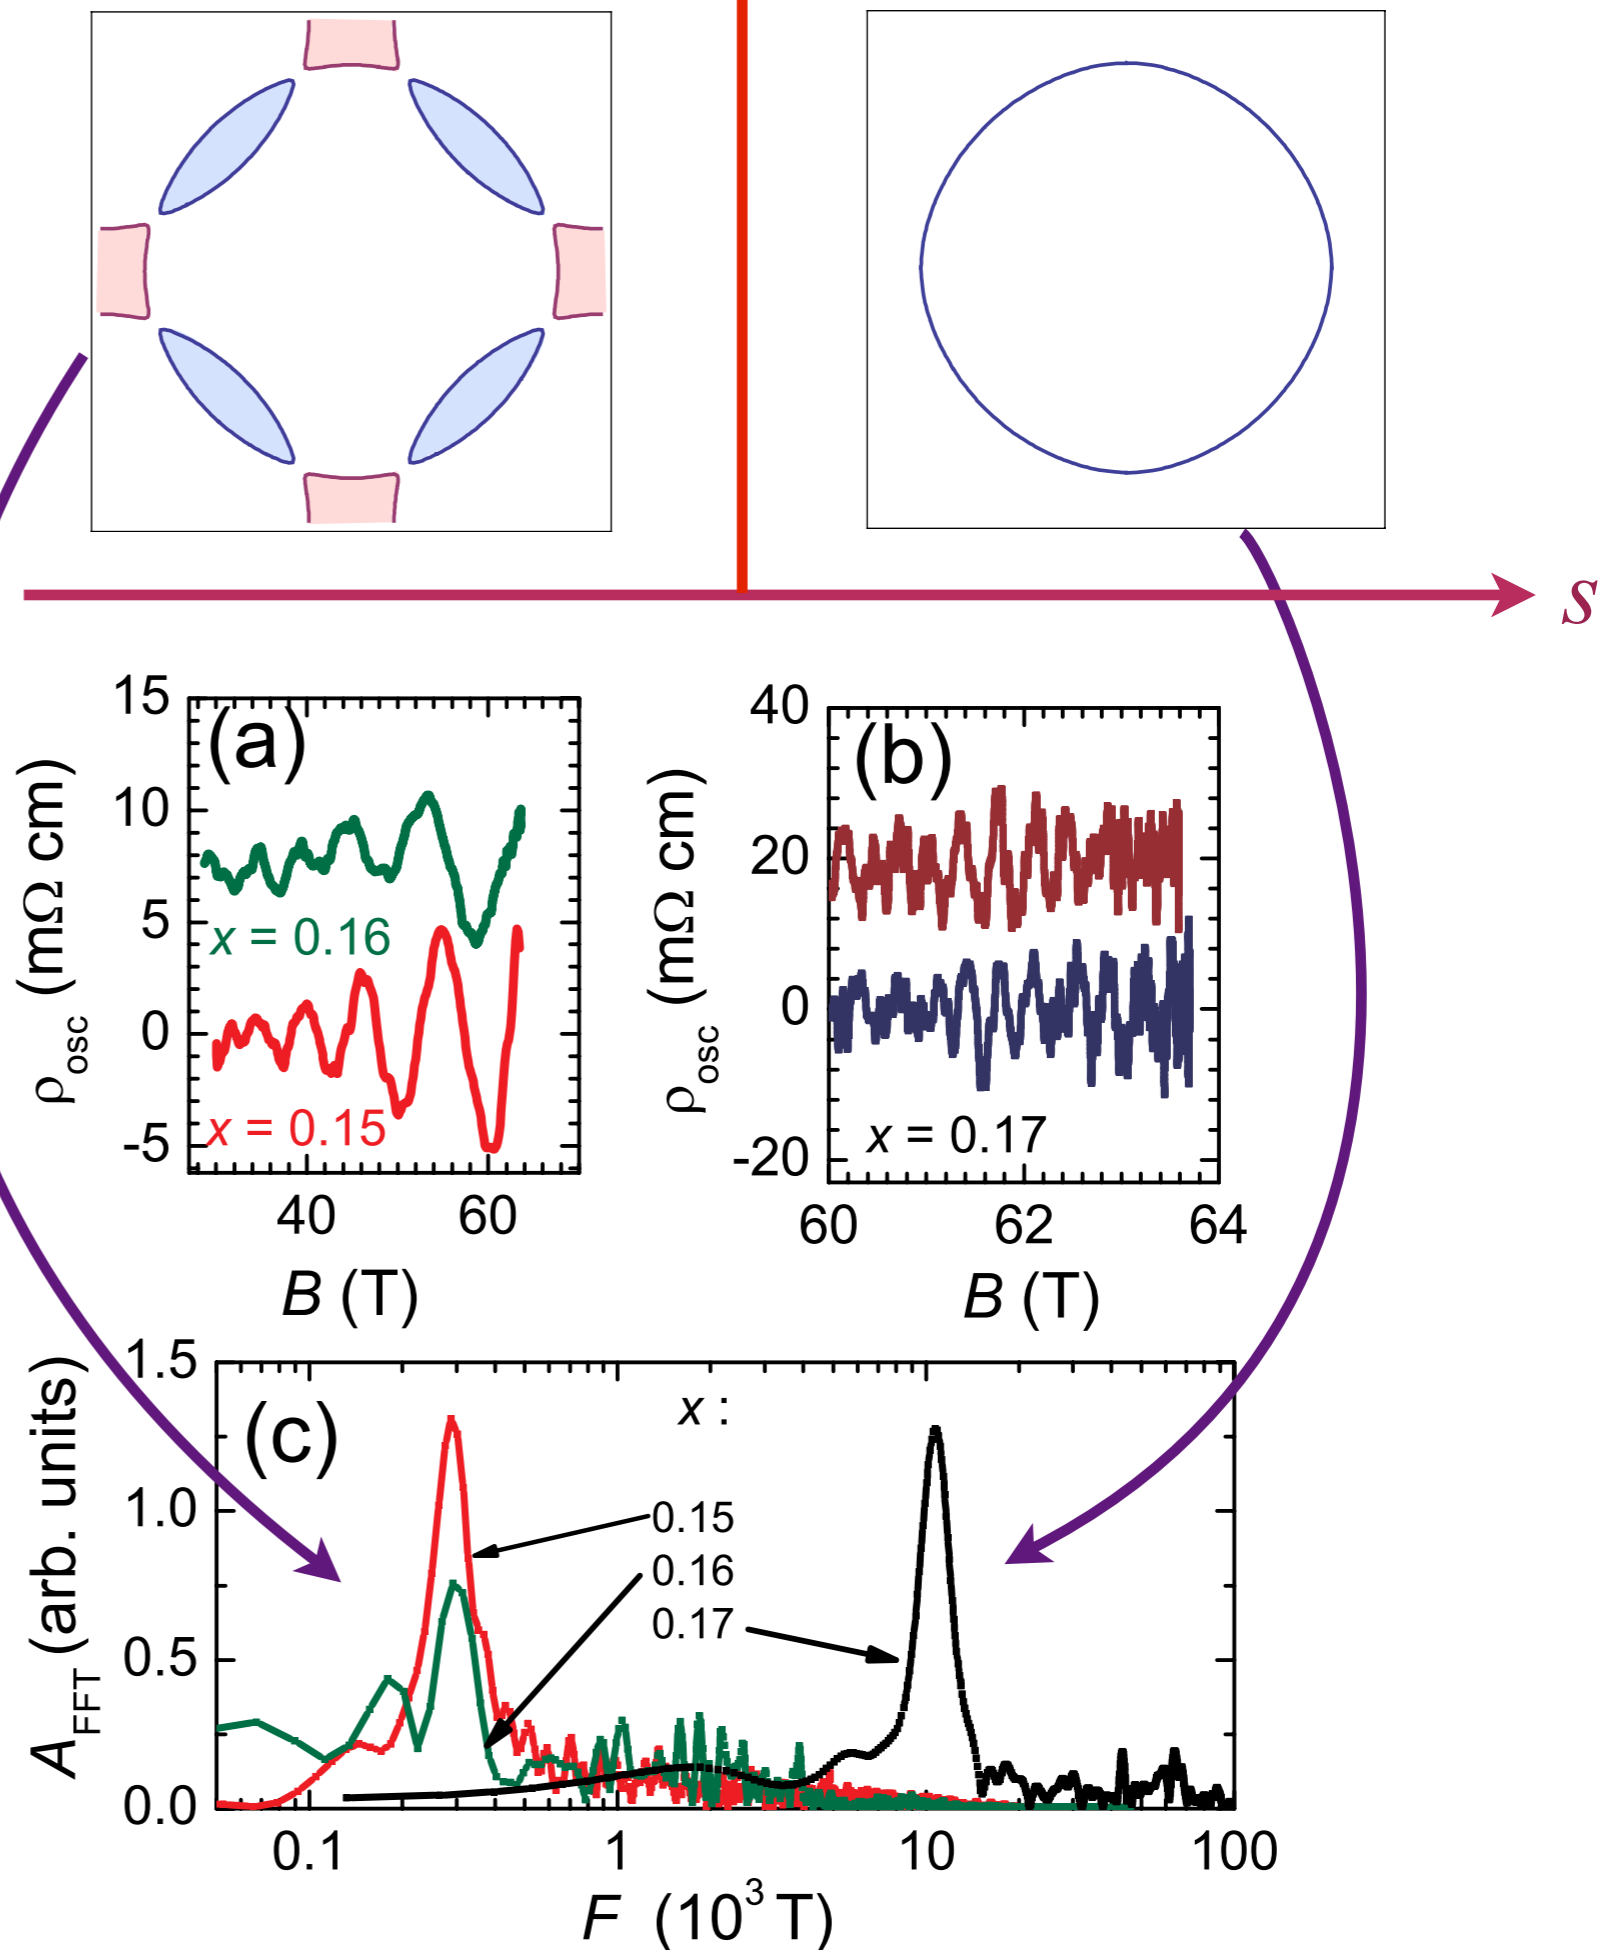 s
15
10
5
0
-5
(a)
x = 0.16
x = 0.15
ρosc (mΩ cm)
40 60
B (T)
40
20
0
-20
(b)
x = 0.17
ρosc (mΩ cm)
60 62 64
B (T)
1.5
1.0
0.5
0.0
AFFT (arb. units)
(c)
x :
0.15
0.16
0.17
0.1 1 10 100
F (10³ T)